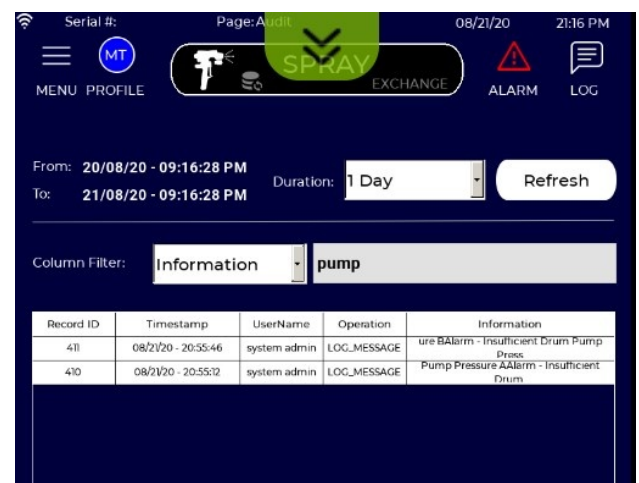 Serial #: Page:Audit 08/21/20 21:16 PM
MT
SPRAY
EXCHANGE
MENU PROFILE ALARM LOG
From: 20/08/20 - 09:16:28 PM
Duration: 1 Day Refresh
To: 21/08/20 - 09:16:28 PM
Column Filter: Information pump
Record ID Timestamp UserName Operation Information
411 08/21/20 - 20:55:46 system admin LOG_MESSAGE ure BAlarm - Insufficient Drum Pump
Press
410 08/21/20 - 20:55:12 system admin LOG_MESSAGE Pump Pressure AAlarm - Insufficient
Drum